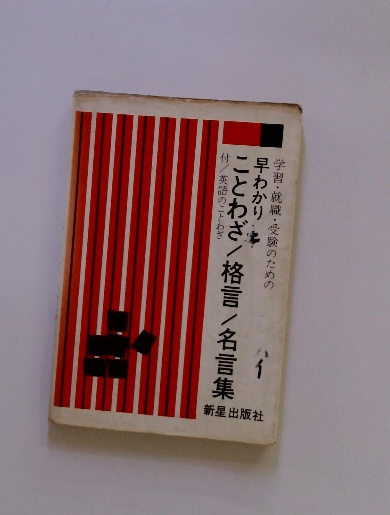 学習・就職・受験のための
早わかり
ことわざ/格言/名言集
付/英語のことわざ
新星出版社